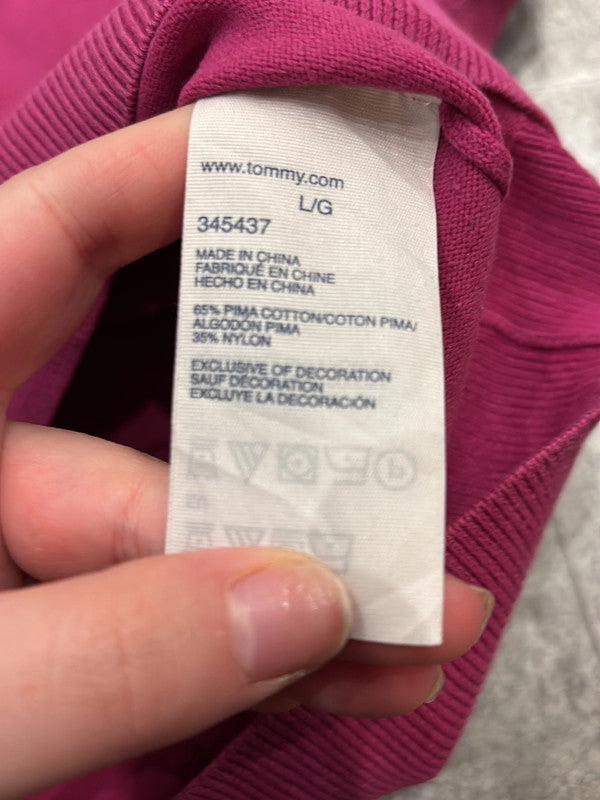 www.tommy.com
L/G
345437
MADE IN CHINA
FABRIQUÉ EN CHINE
HECHO EN CHINA
65% PIMA COTTON/COTON PIMA/
ALGODON PIMA
35% NYLON
EXCLUSIVE OF DECORATION
SAUF DÉCORATION
EXCLUYE LA DECORACIÓN